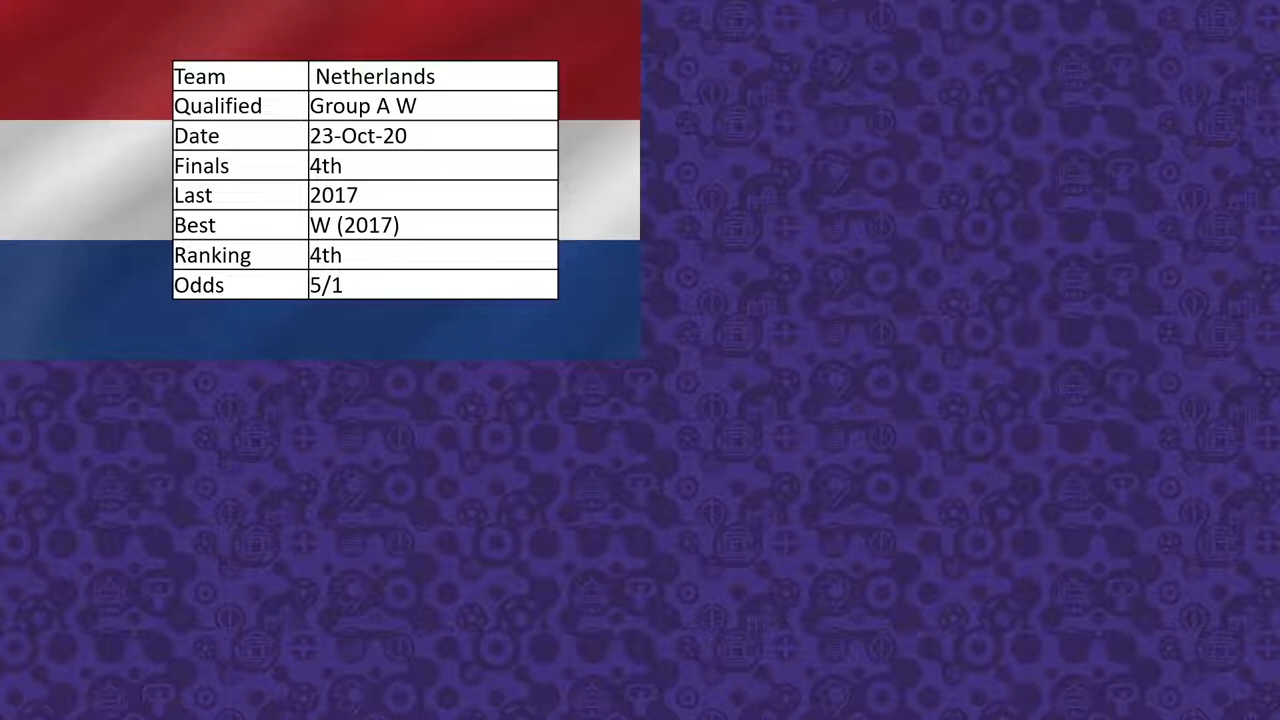 Team Netherlands
Qualified Group A W
Date 23-Oct-20
Finals 4th
Last 2017
Best W (2017)
Ranking 4th
Odds 5/1